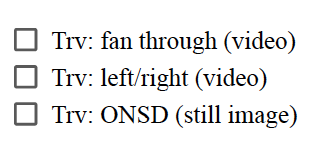 Trv: fan through (video)
Trv: left/right (video)
Trv: ONSD (still image)